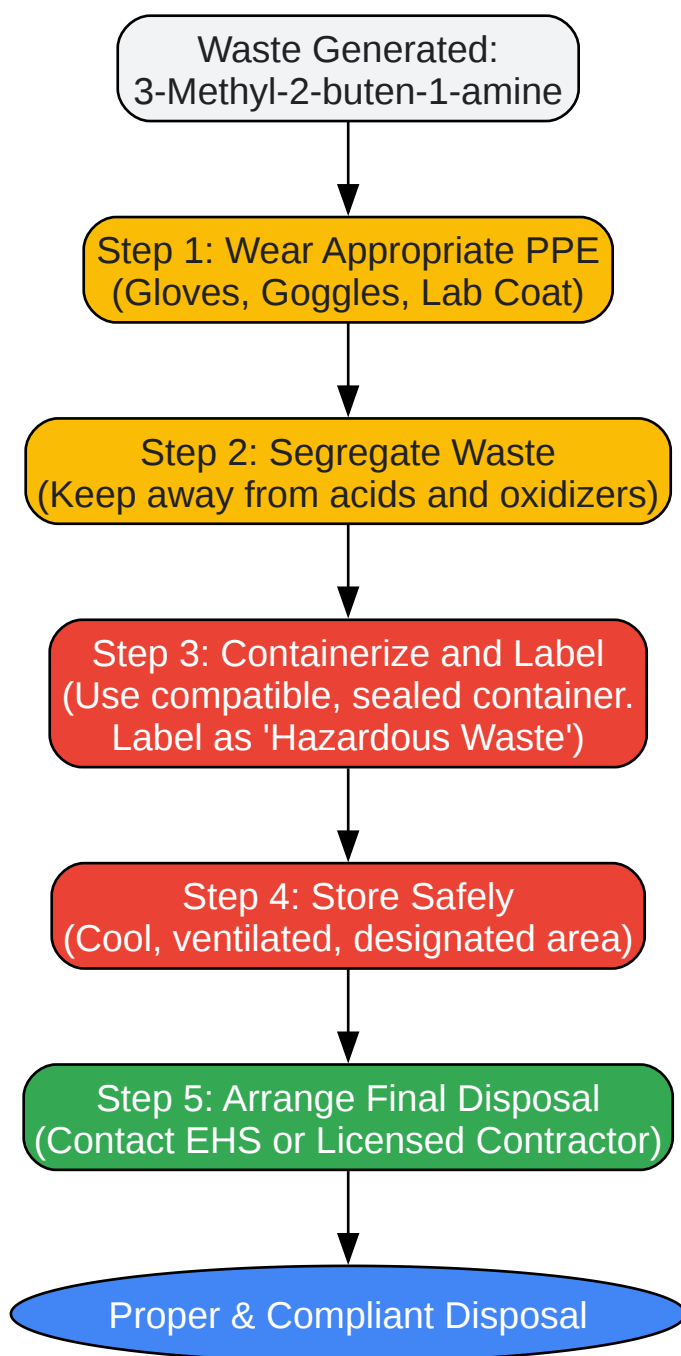 Waste Generated:
3-Methyl-2-buten-1-amine
Step 1: Wear Appropriate PPE
(Gloves, Goggles, Lab Coat)
Step 2: Segregate Waste
(Keep away from acids and oxidizers)
Step 3: Containerize and Label
(Use compatible, sealed container.
Label as 'Hazardous Waste')
Step 4: Store Safely
(Cool, ventilated, designated area)
Step 5: Arrange Final Disposal
(Contact EHS or Licensed Contractor)
Proper & Compliant Disposal